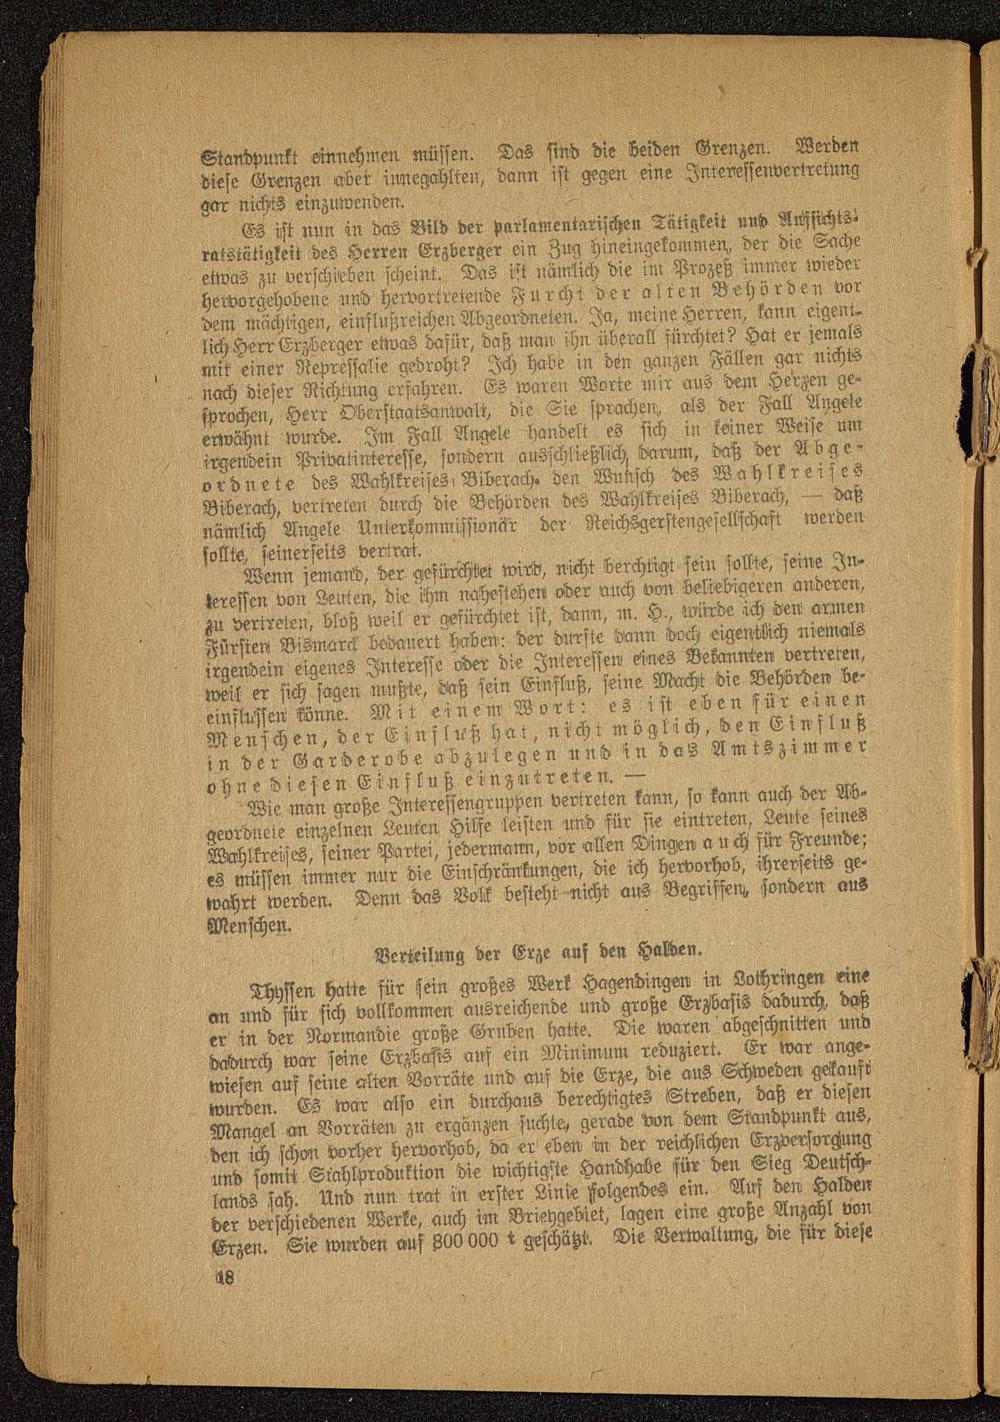 Standpunkt einnehmen müssen. Das sind die beiden Grenzen. Werden
diese Grenzen aber innegahlten, dann ist gegen eine Interessenvertretung
gar nichts einzuwenden.
Es ist nun in das Bild der parlamentarischen Tätigkeit und Aufsichts-
ratstätigkeit des Herren Erzberger ein Zug hineingekommen, der die Sache
etwas zu verschieben scheint. Das ist nämlich die im Prozeß immer wieder
hervorgehobene und hervortretende Furcht der alten Behörden vor
dem mächtigen, einflußreichen Abgeordneten. Ja, meine Herren, kann eigent-
lich Herr Erzberger etwas dafür, daß man ihn überall fürchtet? Hat er jemals
mit einer Repressalie gedroht? Ich habe in den ganzen Fällen gar nichts
nach dieser Richtung erfahren. Es waren Worte mir aus dem Herzen ge-
sprochen, Herr Oberstaatsanwalt, die Sie sprachen, als der Fall Angele
erwähnt wurde. Im Fall Angele handelt es sich in keiner Weise um
irgendein Privatinteresse, sondern ausschließlich darum, daß der Abge-
ordnete des Wahlkreises Biberach den Wunsch des Wahlkreises
Biberach, vertreten durch die Behörden des Wahlkreises Biberach, — daß
nämlich Angele Unterkommissionär der Reichsgerstengesellschaft werden
sollte, seinerseits vertrat.
Wenn jemand, der gefürchtet wird, nicht berchtigt sein sollte, seine In-
teressen von Leuten, die ihm nahestehen oder auch von beliebigeren anderen,
zu vertreten, bloß weil er gefürchtet ist, dann, m. H., würde ich den armen
Fürsten Bismarck bedauert haben: der durfte dann doch eigentlich niemals
irgendein eigenes Interesse oder die Interessen eines Bekannten vertreten,
weil er sich sagen mußte, daß sein Einfluß, seine Macht die Behörden be-
einflussen könne. Mit einem Wort: es ist eben für einen
Menschen, der Einfluß hat, nicht möglich, den Einfluß
in der Garderobe abzulegen und in das Amtszimmer
ohne diesen Einfluß einzutreten. —
Wie man große Interessengruppen vertreten kann, so kann auch der Ab-
geordnete einzelnen Leuten Hilfe leisten und für sie eintreten, Leute seines
Wahlkreises, seiner Partei, jedermann, vor allen Dingen auch für Freunde;
es müssen immer nur die Einschränkungen, die ich hervorhob, ihrerseits ge-
wahrt werden. Denn das Volk besteht nicht aus Begriffen, sondern aus
Menschen.
Verteilung der Erze auf den Halden.
Thyssen hatte für sein großes Werk Hagendingen in Lothringen eine
an und für sich vollkommen ausreichende und große Erzbasis dadurch, daß
er in der Normandie große Gruben hatte. Die waren abgeschnitten und
dadurch war seine Erzbasis auf ein Minimum reduziert. Er war ange-
wiesen auf seine alten Vorräte und auf die Erze, die aus Schweden gekauft
wurden. Es war also ein durchaus berechtigtes Streben, daß er diesen
Mangel an Vorräten zu ergänzen suchte, gerade von dem Standpunkt aus,
den ich schon vorher hervorhob, da er eben in der reichlichen Erzversorgung
und somit Stahlproduktion die wichtigste Handhabe für den Sieg Deutsch-
lands sah. Und nun trat in erster Linie folgendes ein. Auf den Halden
der verschiedenen Werke, auch im Brieygebiet, lagen eine große Anzahl von
Erzen. Sie wurden auf 800 000 t geschätzt. Die Verwaltung, die für diese
18